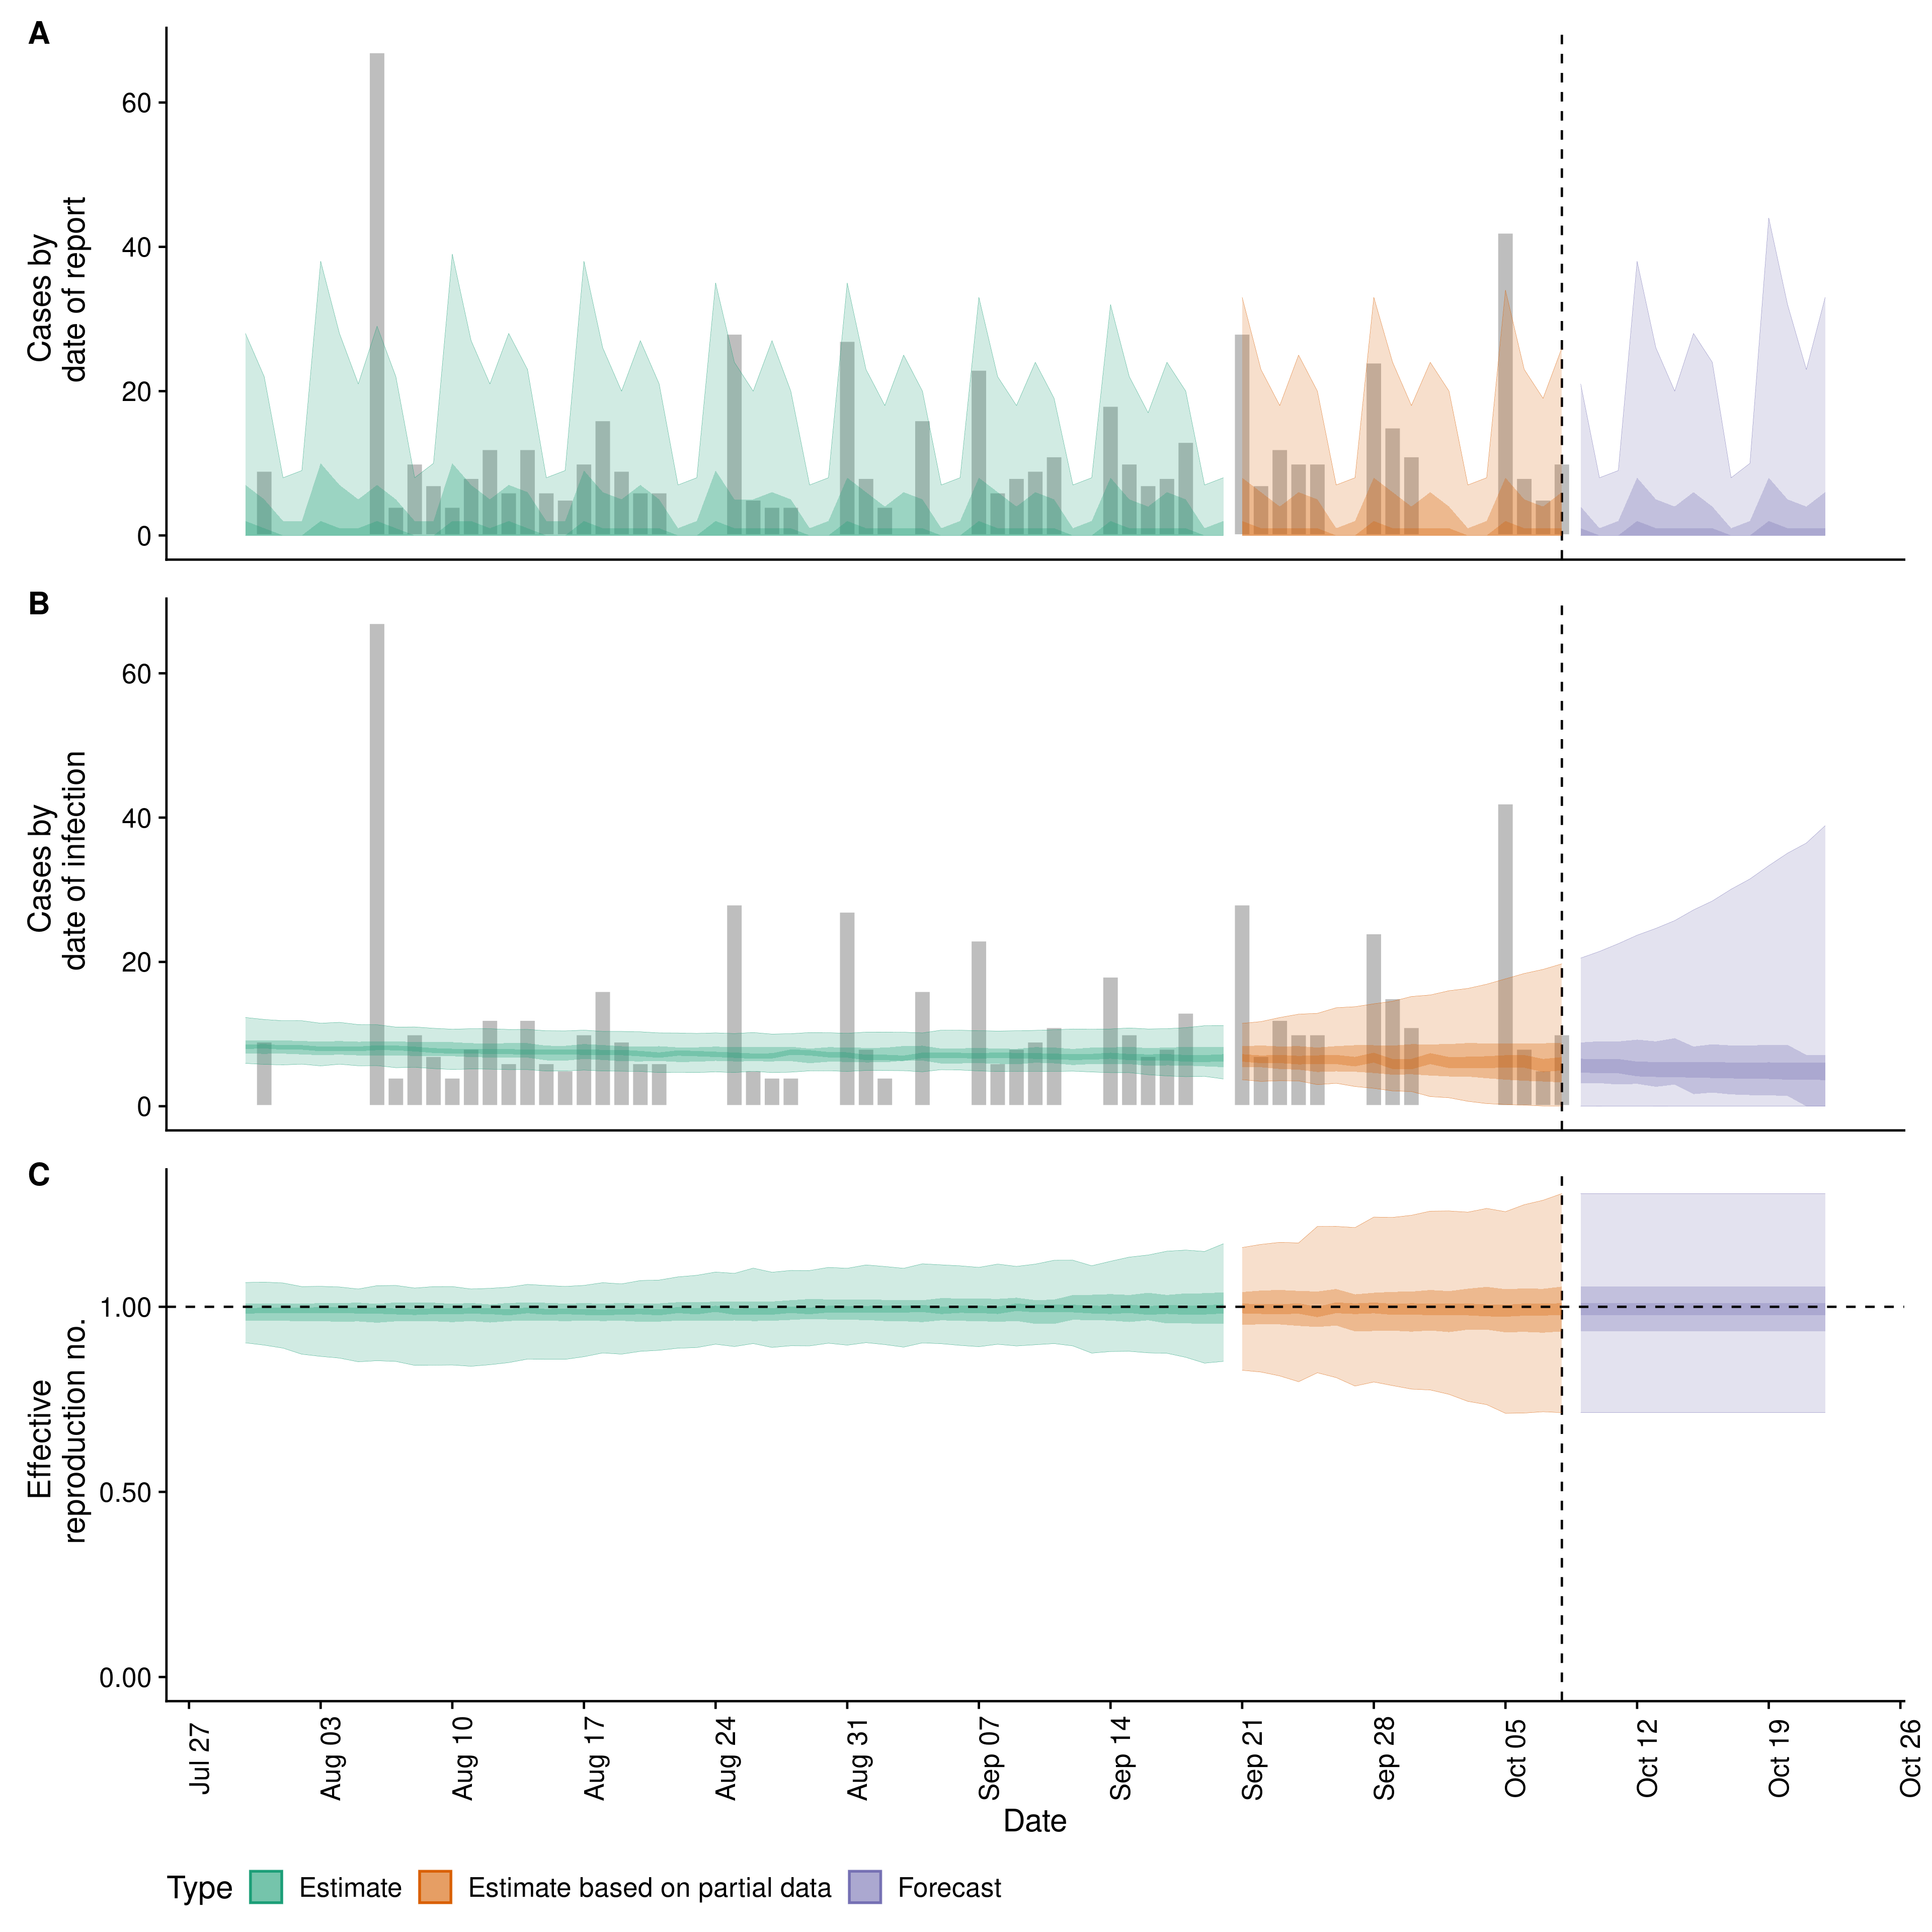 A
Cases by
date of report
60
40
20
0
B
Cases by
date of infection
60
40
20
0
C
Effective
reproduction no.
1.00
0.50
0.00
Jul 27
Aug 03
Aug 10
Aug 17
Aug 24
Aug 31
Sep 07
Sep 14
Sep 21
Sep 28
Oct 05
Oct 12
Oct 19
Oct 26
Date
Type Estimate Estimate based on partial data Forecast